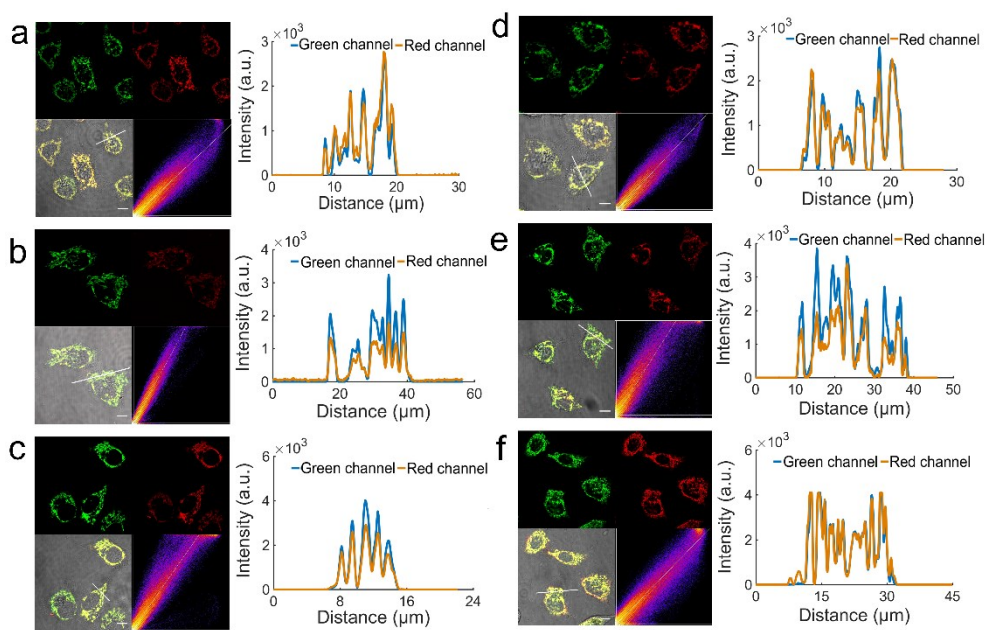 a
×10³
Green channel Red channel
Intensity (a.u.)
3
2
1
0
0 10 20 30
Distance (µm)
b
×10³
Green channel Red channel
Intensity (a.u.)
4
3
2
1
0
0 20 40 60
Distance (µm)
c
×10³
Green channel Red channel
Intensity (a.u.)
6
4
2
0
0 8 16 24
Distance (µm)
d
×10³
Green channel Red channel
Intensity (a.u.)
3
2
1
0
0 10 20 30
Distance (µm)
e
×10³
Green channel Red channel
Intensity (a.u.)
4
3
2
1
0
0 10 20 30 40 50
Distance (µm)
f
×10³
Green channel Red channel
Intensity (a.u.)
6
4
2
0
0 15 30 45
Distance (µm)